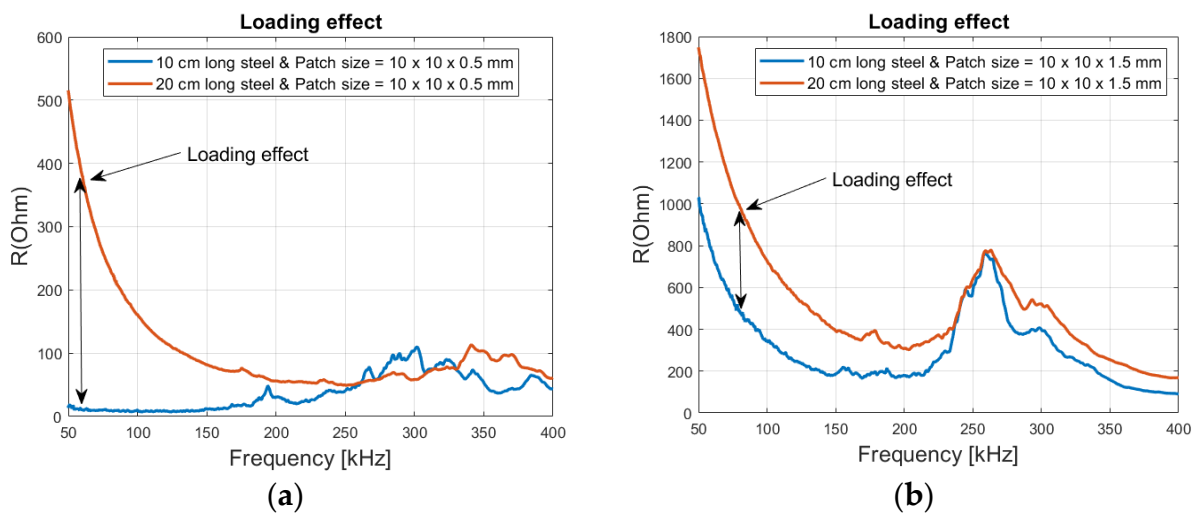 Loading effect
600
500
400
300
200
100
0
R(Ohm)
10 cm long steel & Patch size = 10 x 10 x 0.5 mm
20 cm long steel & Patch size = 10 x 10 x 0.5 mm
Loading effect
50 100 150 200 250 300 350 400
Frequency [kHz]
(a)
Loading effect
1800
1600
1400
1200
1000
800
600
400
200
0
R(Ohm)
10 cm long steel & Patch size = 10 x 10 x 1.5 mm
20 cm long steel & Patch size = 10 x 10 x 1.5 mm
Loading effect
50 100 150 200 250 300 350 400
Frequency [kHz]
(b)